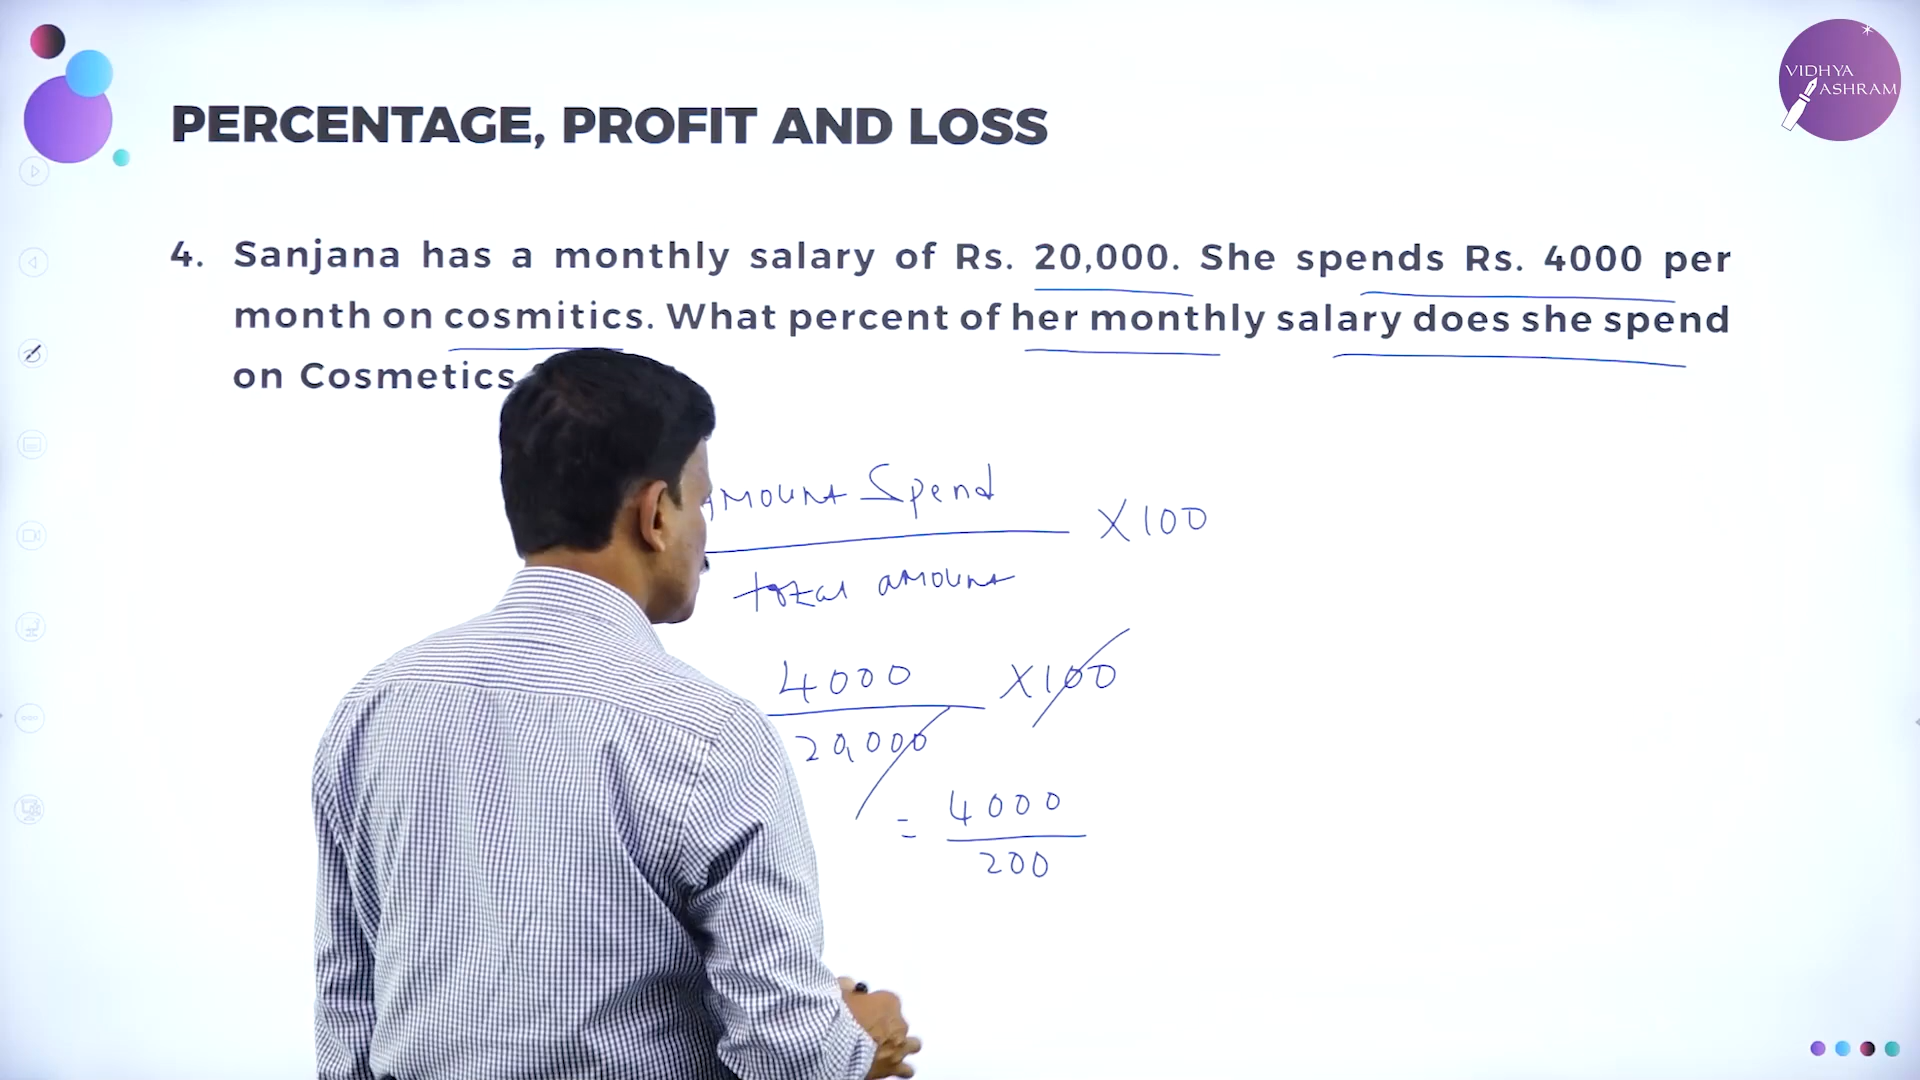 VIDHYA
ASHRAM
PERCENTAGE, PROFIT AND LOSS
4. Sanjana has a monthly salary of Rs. 20,000. She spends Rs. 4000 per
month on cosmitics. What percent of her monthly salary does she spend
on Cosmetics
Amount Spend
X100
total amount
4000
X100
20,000
= 4000
200